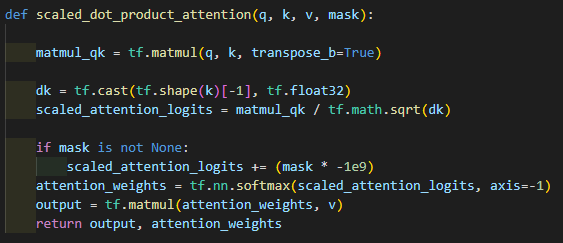 def scaled_dot_product_attention(q, k, v, mask):
matmul_qk = tf.matmul(q, k, transpose_b=True)
dk = tf.cast(tf.shape(k)[-1], tf.float32)
scaled_attention_logits = matmul_qk / tf.math.sqrt(dk)
if mask is not None:
scaled_attention_logits += (mask * -1e9)
attention_weights = tf.nn.softmax(scaled_attention_logits, axis=-1)
output = tf.matmul(attention_weights, v)
return output, attention_weights